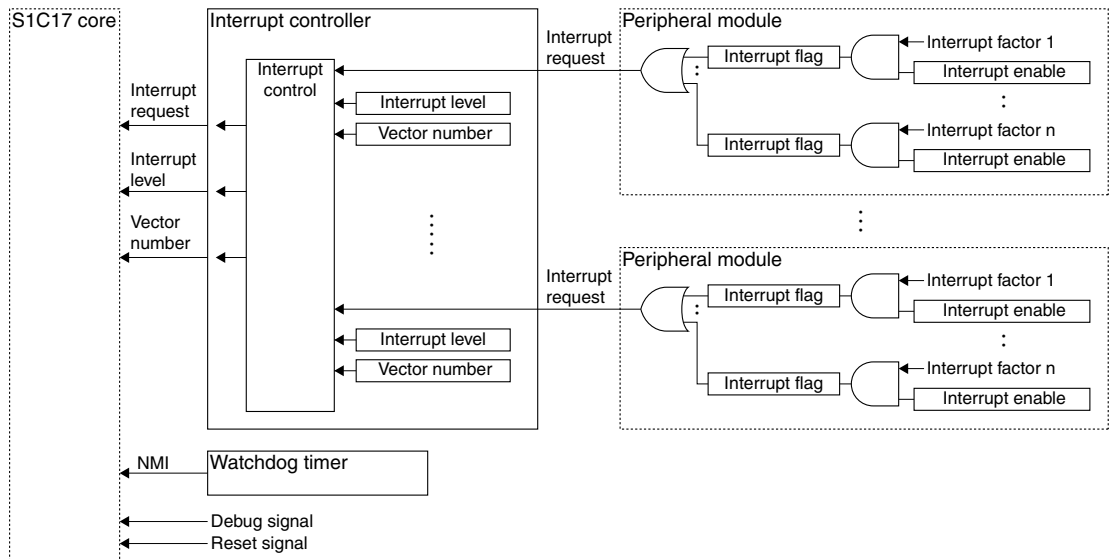 S1C17 core
Interrupt controller
Peripheral module
Interrupt
request
Interrupt
control
Interrupt level
Vector number
Interrupt
request
Interrupt
level
Vector
number
Interrupt flag
Interrupt factor 1
Interrupt enable
Interrupt flag
Interrupt factor n
Interrupt enable
Peripheral module
Interrupt
request
Interrupt level
Vector number
Interrupt flag
Interrupt factor 1
Interrupt enable
Interrupt flag
Interrupt factor n
Interrupt enable
NMI
Watchdog timer
Debug signal
Reset signal